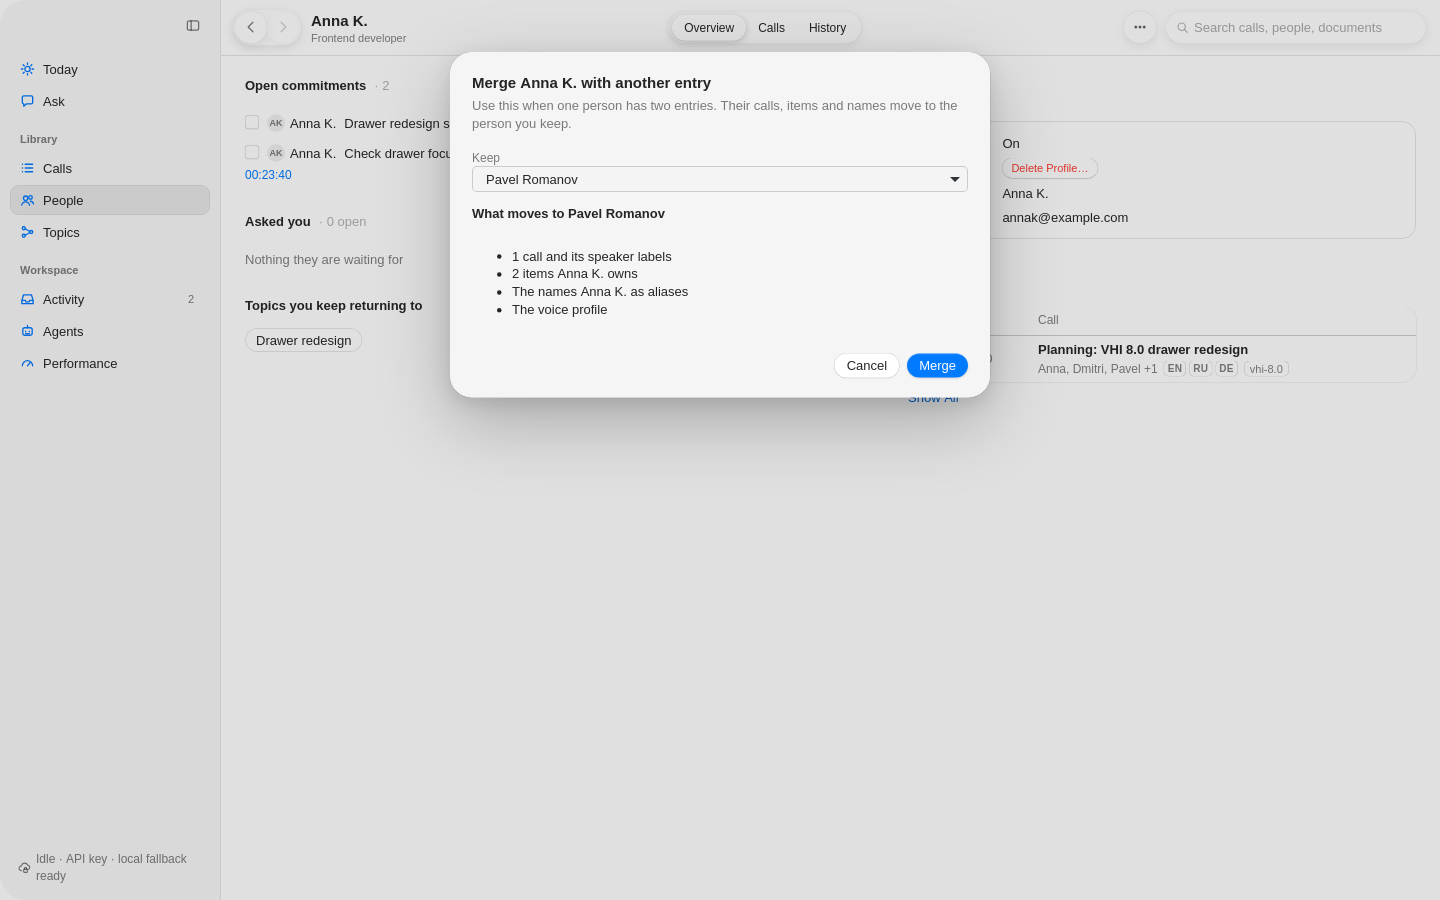 Anna K.
Frontend developer
Overview
Calls
History
Search calls, people, documents
Today
Ask
Library
Calls
People
Topics
Workspace
Activity 2
Agents
Performance
Idle · API key · local fallback
ready
Open commitments · 2
AK Anna K. Drawer redesign s
AK Anna K. Check drawer focu
00:23:40
Asked you · 0 open
Nothing they are waiting for
Topics you keep returning to
Drawer redesign
Merge Anna K. with another entry
Use this when one person has two entries. Their calls, items and names move to the
person you keep.
Keep
Pavel Romanov
What moves to Pavel Romanov
• 1 call and its speaker labels
• 2 items Anna K. owns
• The names Anna K. as aliases
• The voice profile
Cancel
Merge
On
Delete Profile…
Anna K.
annak@example.com
Call
Planning: VHI 8.0 drawer redesign
Anna, Dmitri, Pavel +1 EN RU DE vhi-8.0
Show All